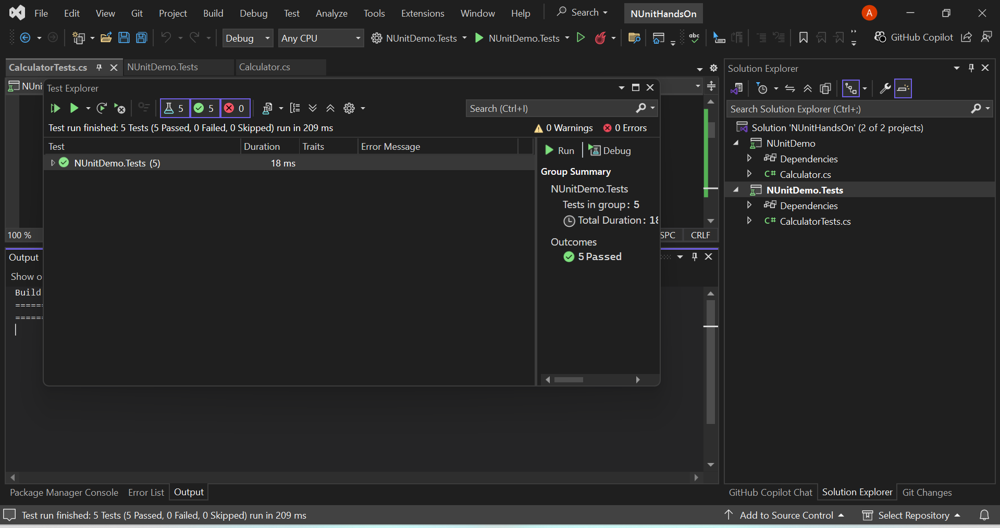 File Edit View Git Project Build Debug Test Analyze Tools Extensions Window Help Search NUnitHandsOn A
Debug Any CPU NUnitDemo.Tests NUnitDemo.Tests abc GitHub Copilot
CalculatorTests.cs NUnitDemo.Tests Calculator.cs
NUni
Test Explorer
5 5 0
Search (Ctrl+I)
Test run finished: 5 Tests (5 Passed, 0 Failed, 0 Skipped) run in 209 ms
0 Warnings 0 Errors
Test Duration Traits Error Message
NUnitDemo.Tests (5) 18 ms
Run Debug
Group Summary
NUnitDemo.Tests
Tests in group: 5
Total Duration: 18
Outcomes
5 Passed
100 %
SPC CRLF
Output
Show o
Build
======
======
Package Manager Console Error List Output
Solution Explorer
Search Solution Explorer (Ctrl+;)
Solution 'NUnitHandsOn' (2 of 2 projects)
NUnitDemo
Dependencies
C# Calculator.cs
NUnitDemo.Tests
Dependencies
C# CalculatorTests.cs
GitHub Copilot Chat Solution Explorer Git Changes
Test run finished: 5 Tests (5 Passed, 0 Failed, 0 Skipped) run in 209 ms
Add to Source Control Select Repository